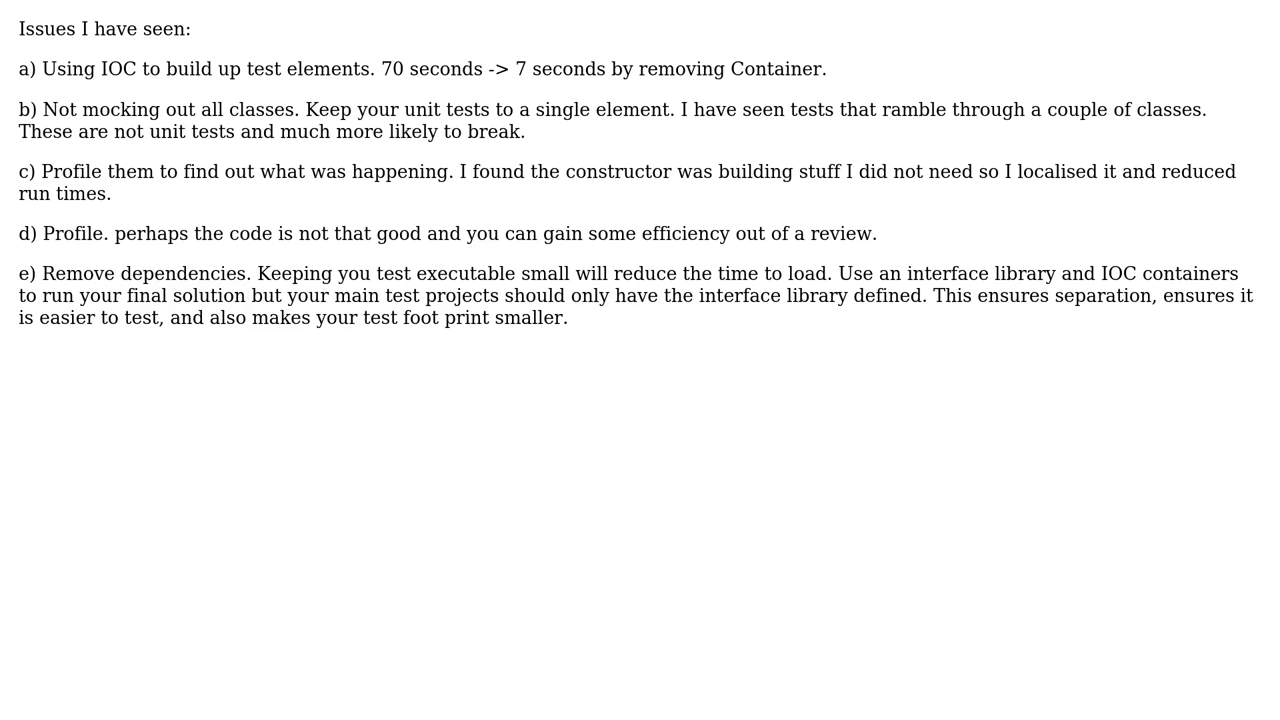 Issues I have seen:
a) Using IOC to build up test elements. 70 seconds -> 7 seconds by removing Container.
b) Not mocking out all classes. Keep your unit tests to a single element. I have seen tests that ramble through a couple of classes.
These are not unit tests and much more likely to break.
c) Profile them to find out what was happening. I found the constructor was building stuff I did not need so I localised it and reduced
run times.
d) Profile. perhaps the code is not that good and you can gain some efficiency out of a review.
e) Remove dependencies. Keeping you test executable small will reduce the time to load. Use an interface library and IOC containers
to run your final solution but your main test projects should only have the interface library defined. This ensures separation, ensures it
is easier to test, and also makes your test foot print smaller.